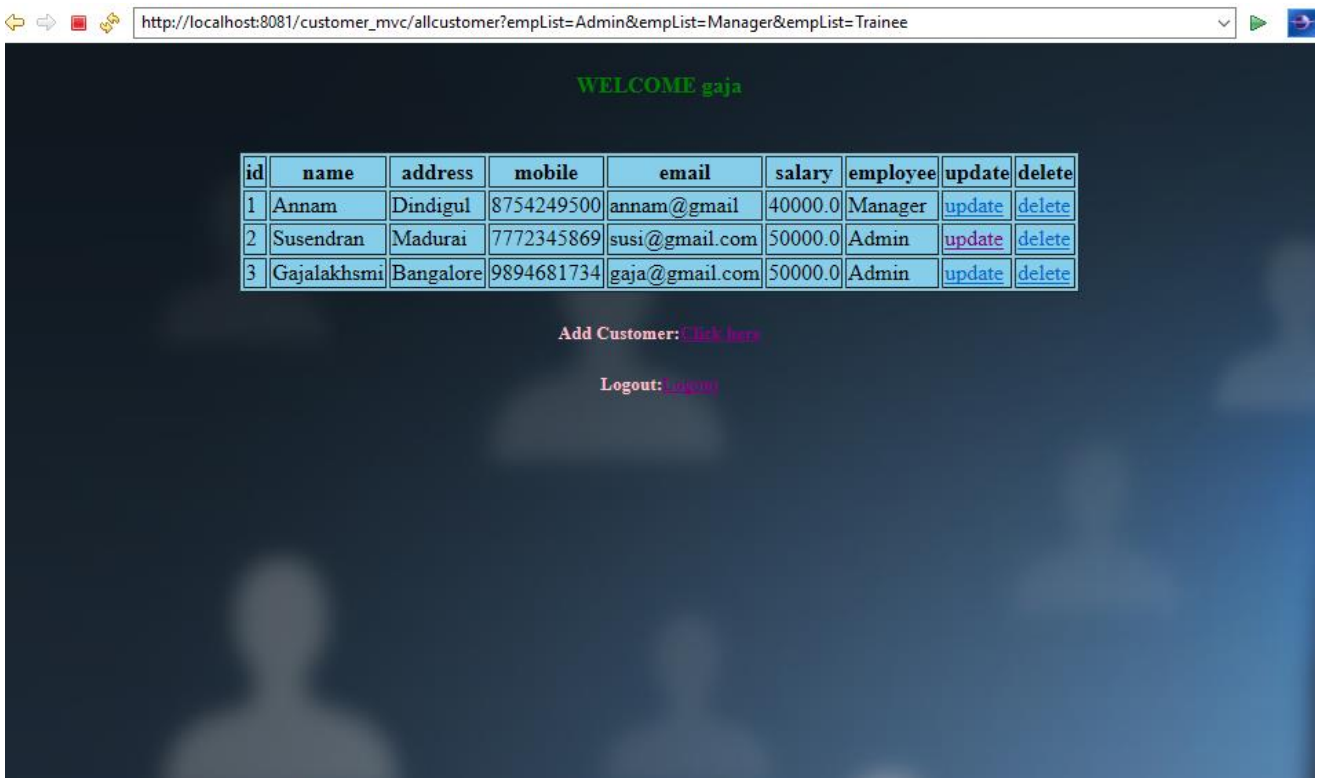 http://localhost:8081/customer_mvc/allcustomer?empList=Admin&empList=Manager&empList=Trainee
WELCOME gaja
id name address mobile email salary employee update delete
1 Annam Dindigul 8754249500 annam@gmail 40000.0 Manager update delete
2 Susendran Madurai 7772345869 susi@gmail.com 50000.0 Admin update delete
3 Gajalakhsmi Bangalore 9894681734 gaja@gmail.com 50000.0 Admin update delete
Add Customer:Click here
Logout:Logout